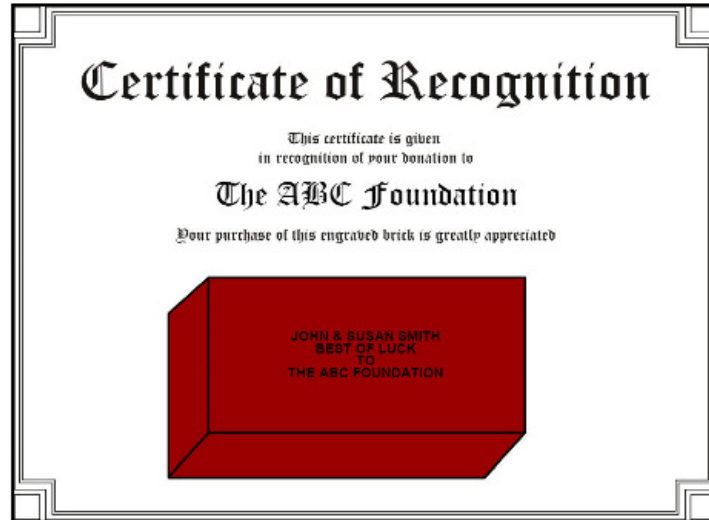 Certificate of Recognition
This certificate is given
in recognition of your donation to
The ABC Foundation
Your purchase of this engraved brick is greatly appreciated
JOHN & SUSAN SMITH
BEST OF LUCK
TO
THE ABC FOUNDATION